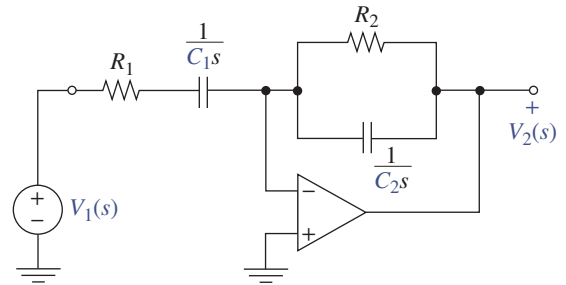 R₂
1
C₁s
R₁
+
V₂(s)
1
C₂s
+
−
V₁(s)
−
+